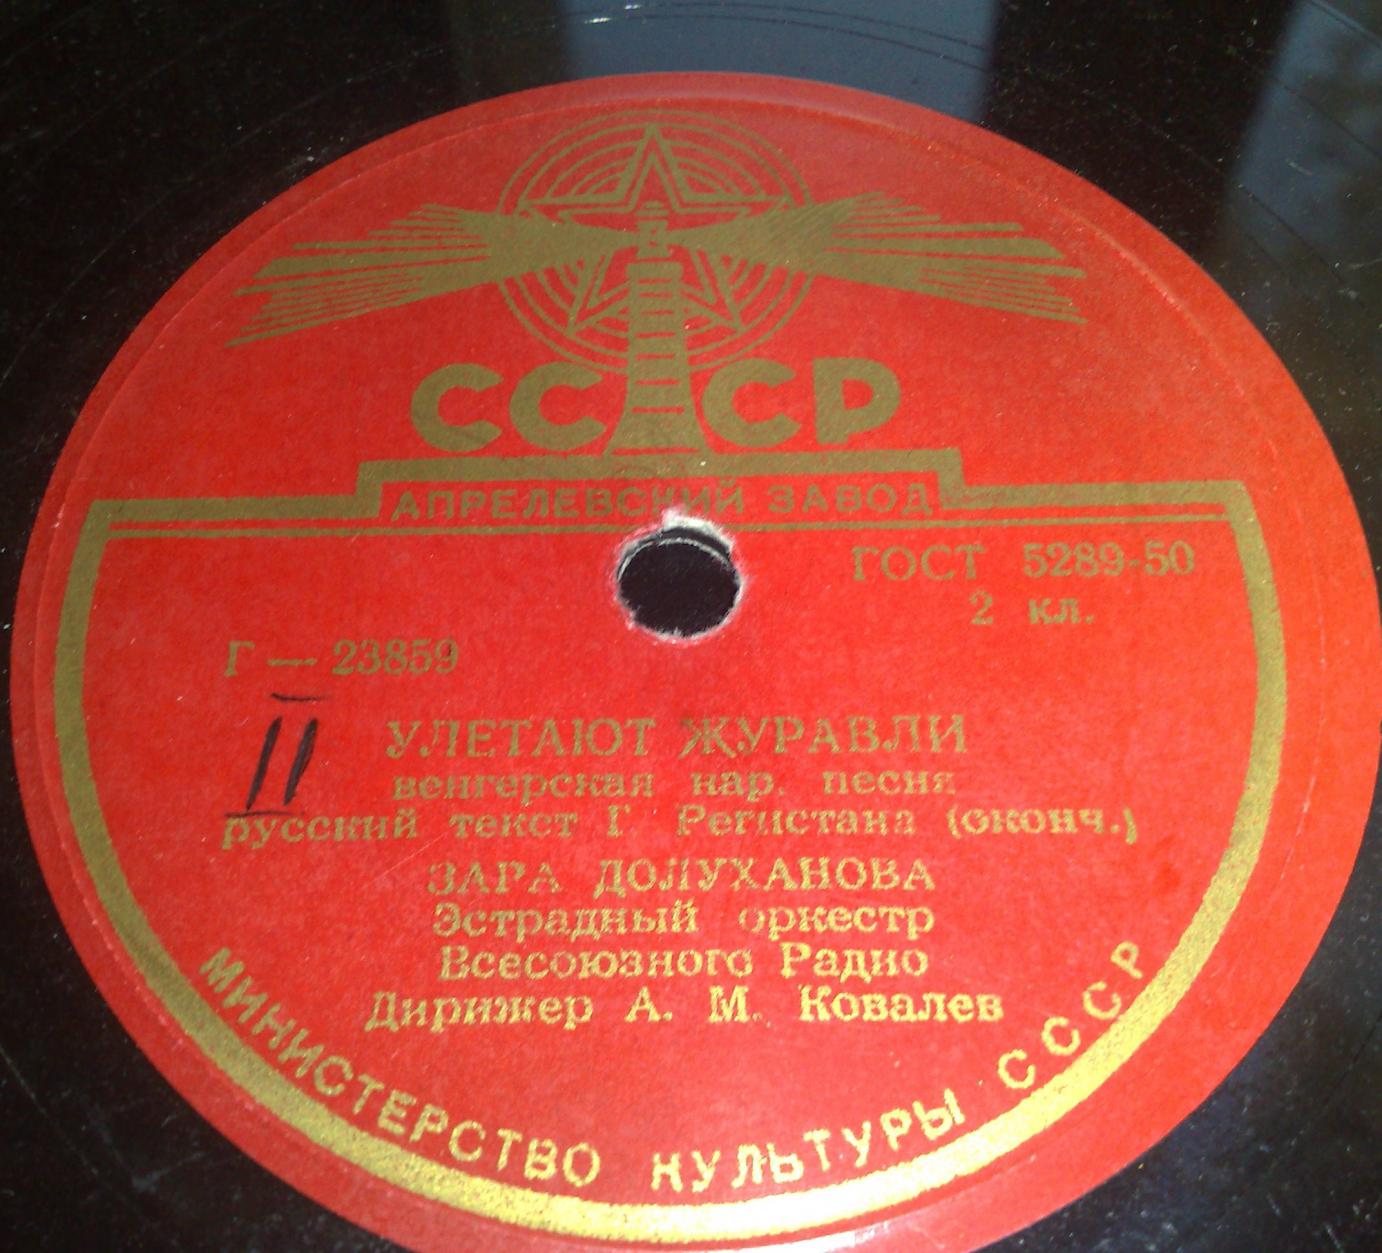 СССР
АПРЕЛЕВСКИЙ ЗАВОД
ГОСТ 5289-50
2 кл.
Г — 23859
II
УЛЕТАЮТ ЖУРАВЛИ
венгерская нар. песня
русский текст Г. Регистана (оконч.)
ЗАРА ДОЛУХАНОВА
Эстрадный оркестр
Всесоюзного Радио
Дирижер А. М. Ковалев
МИНИСТЕРСТВО КУЛЬТУРЫ СССР